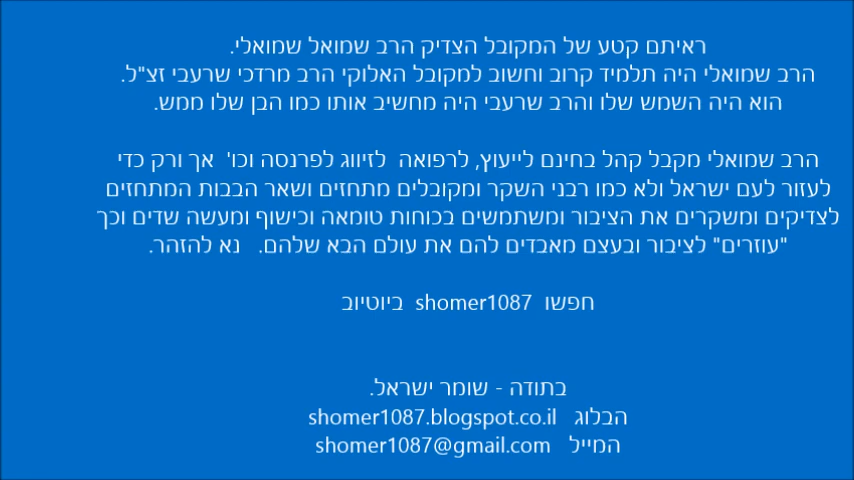 ראיתם קטע של המקובל הצדיק הרב שמואל שמואלי.
הרב שמואלי היה תלמיד קרוב וחשוב למקובל האלוקי הרב מרדכי שרעבי זצ"ל.
הוא היה השמש שלו והרב שרעבי היה מחשיב אותו כמו הבן שלו ממש.
הרב שמואלי מקבל קהל בחינם לייעוץ, לרפואה לזיווג לפרנסה וכו' אך ורק כדי
לעזור לעם ישראל ולא כמו רבני השקר ומקובלים מתחזים ושאר הבבות המתחזים
לצדיקים ומשקרים את הציבור ומשתמשים בכוחות טומאה וכישוף ומעשה שדים וכך
"עוזרים" לציבור ובעצם מאבדים להם את עולם הבא שלהם. נא להזהר.
חפשו shomer1087 ביוטיוב
בתודה - שומר ישראל.
הבלוג shomer1087.blogspot.co.il
המייל shomer1087@gmail.com